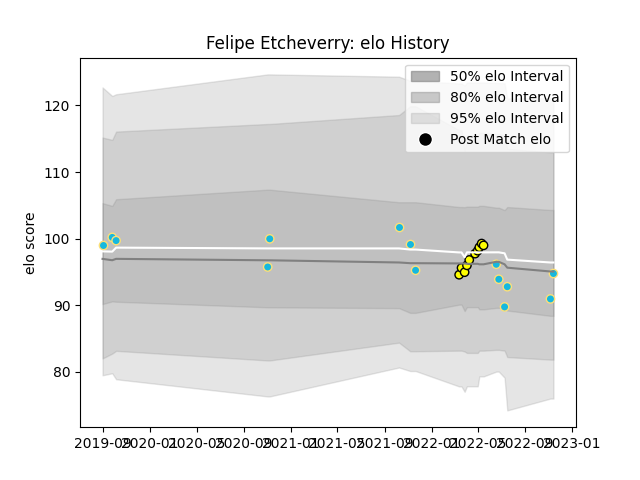 Felipe Etcheverry: elo History
50% elo Interval
80% elo Interval
95% elo Interval
Post Match elo
elo score
120
110
100
90
80
2019-09 2020-01 2020-05 2020-09 2021-01 2021-05 2021-09 2022-01 2022-05 2022-09 2023-01